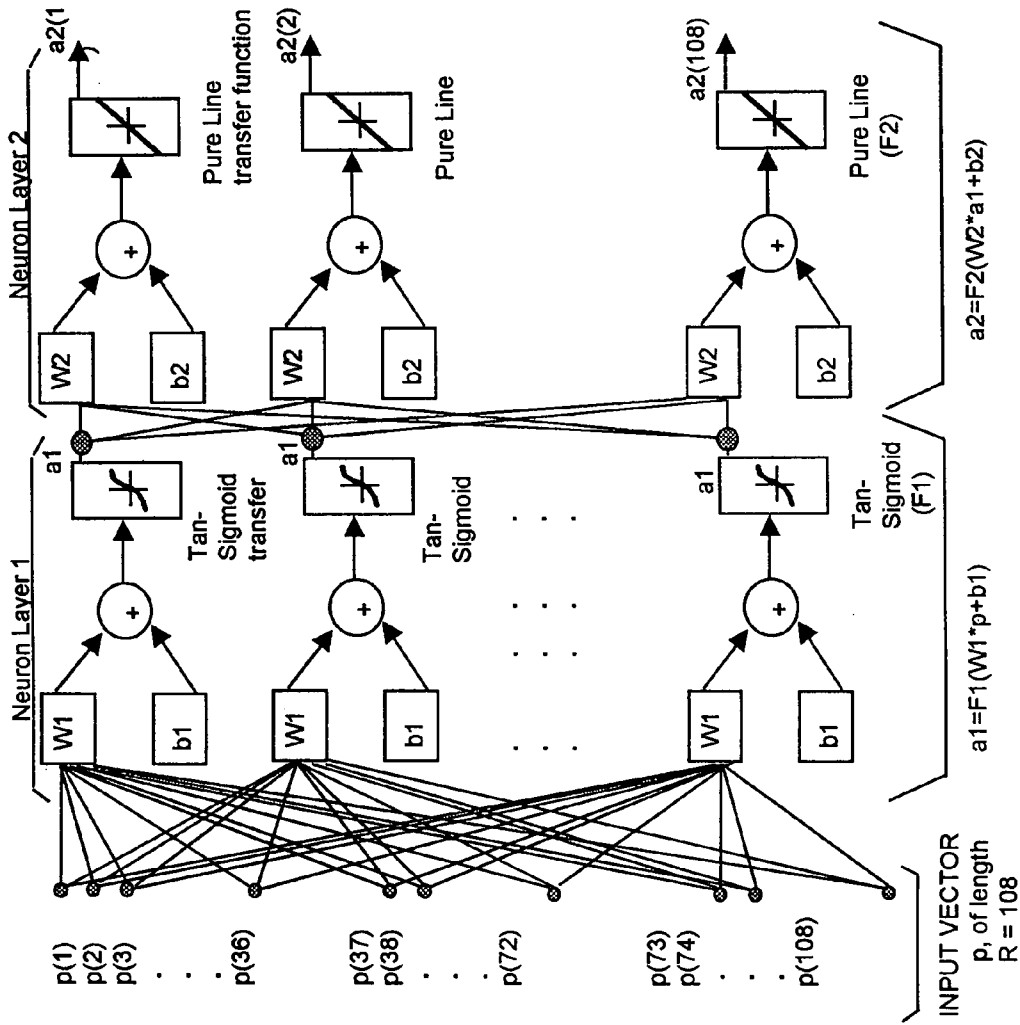 Neuron Layer 1
Neuron Layer 2
p(1)
p(2)
p(3)
. . .
p(36)
p(37)
p(38)
. . .
p(72)
p(73)
p(74)
. . .
p(108)
INPUT VECTOR
p, of length
R = 108
W1
b1
+
Tan-
Sigmoid
transfer
a1
W1
b1
+
Tan-
Sigmoid
a1
. . .
. . .
. . .
. . .
W1
b1
+
Tan-
Sigmoid
(F1)
a1
a1=F1(W1*p+b1)
W2
b2
+
Pure Line
transfer function
a2(1)
W2
b2
+
Pure Line
a2(2)
W2
b2
+
Pure Line
(F2)
a2(108)
a2=F2(W2*a1+b2)